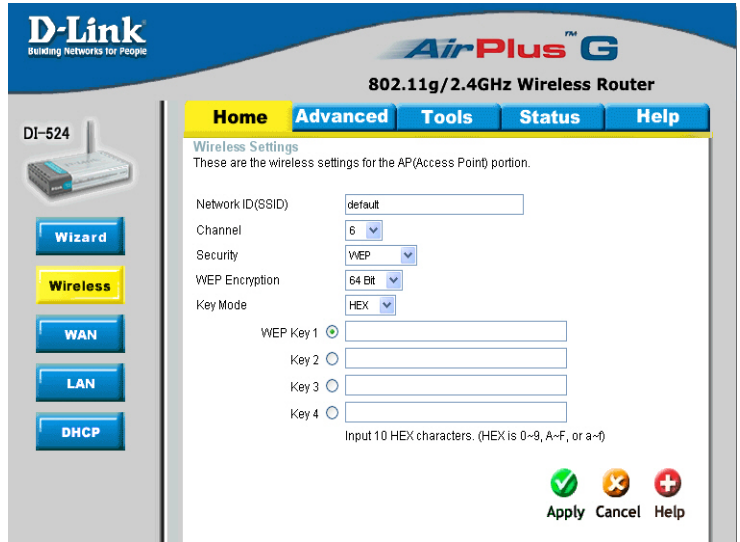 D-Link
Building Networks for People
AirPlus G™
802.11g/2.4GHz Wireless Router
DI-524
Home Advanced Tools Status Help
Wizard
Wireless
WAN
LAN
DHCP
Wireless Settings
These are the wireless settings for the AP(Access Point) portion.
Network ID(SSID) default
Channel 6
Security WEP
WEP Encryption 64 Bit
Key Mode HEX
WEP Key 1
Key 2
Key 3
Key 4
Input 10 HEX characters. (HEX is 0~9, A~F, or a~f)
Apply Cancel Help